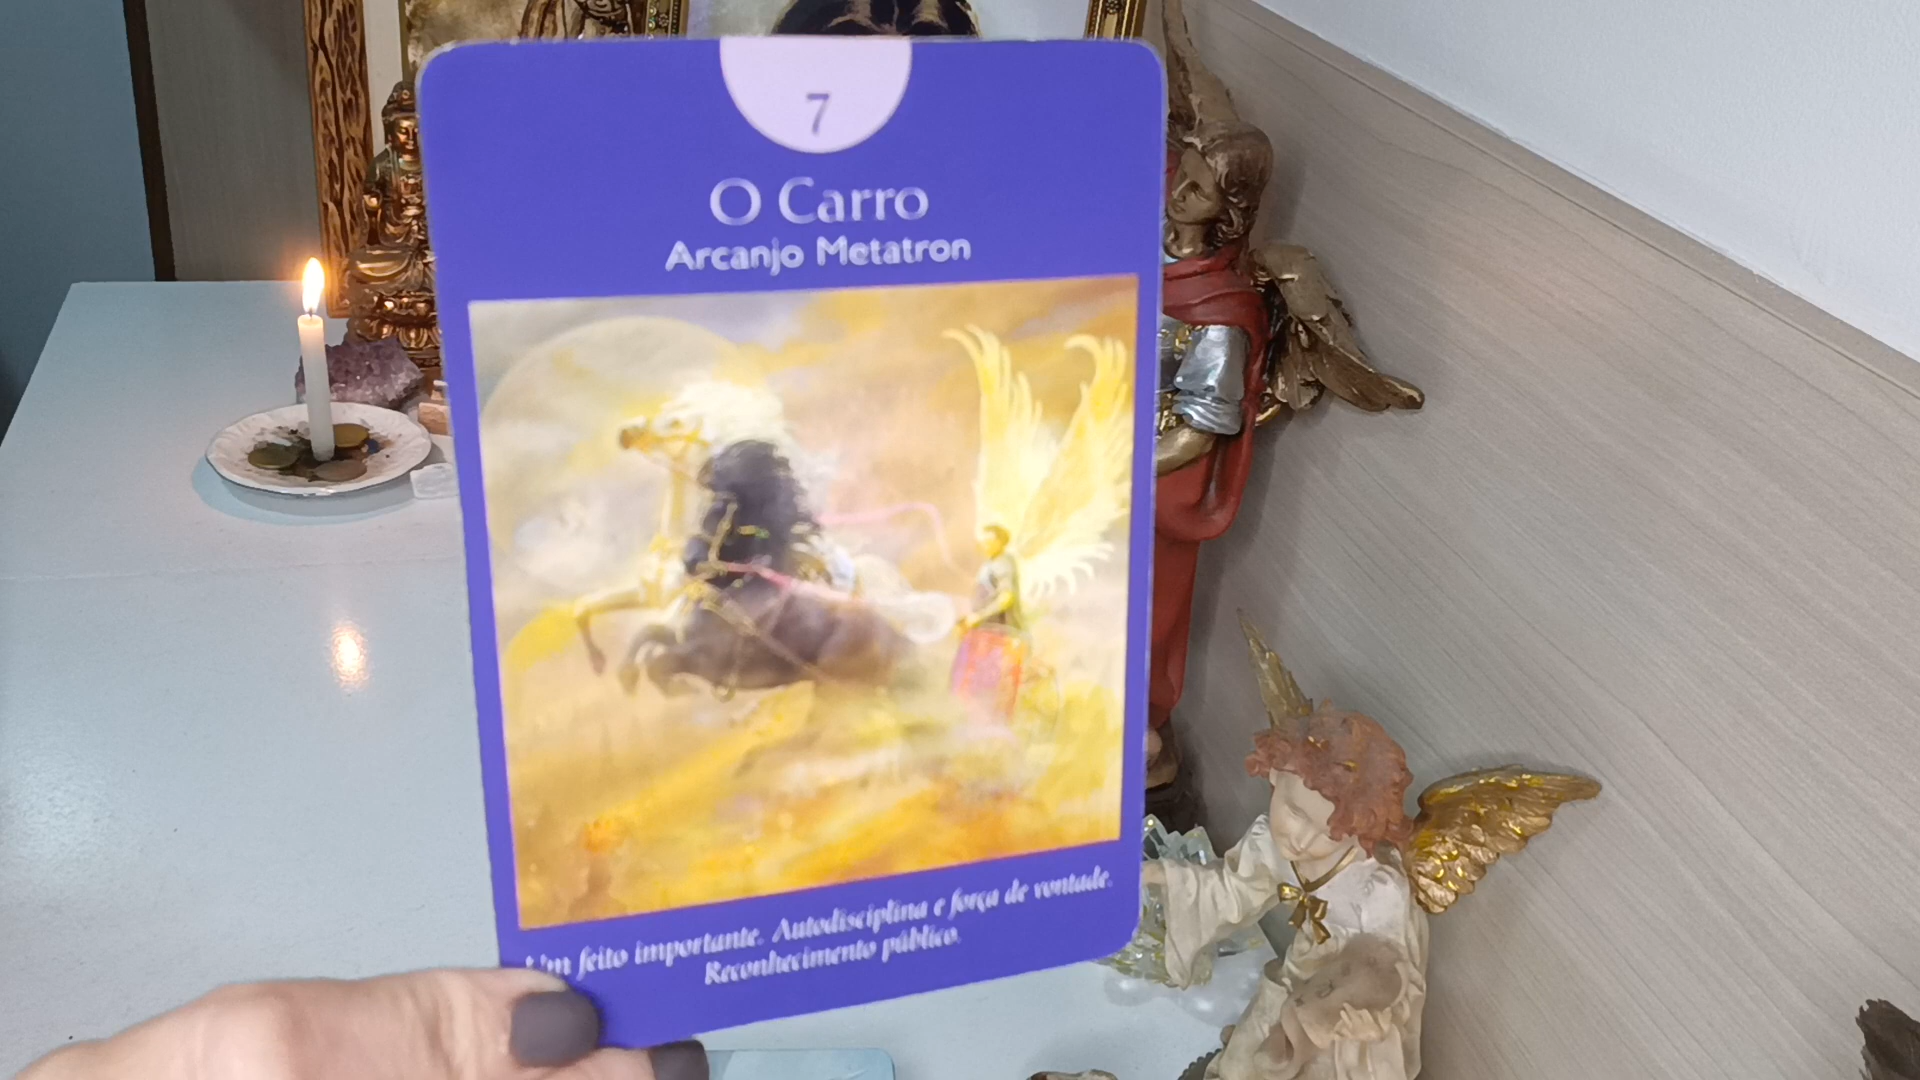 7
O Carro
Arcanjo Metatron
Um feito importante. Autodisciplina e força de vontade.
Reconhecimento público.